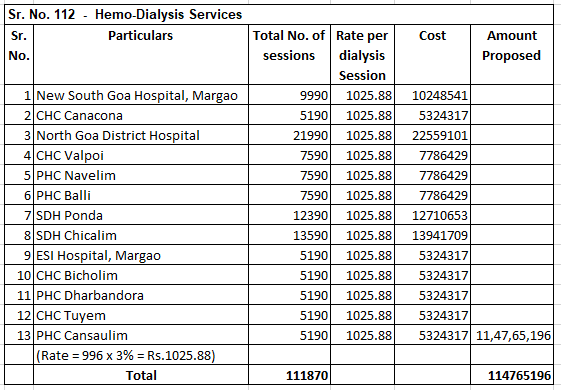 Sr. No. 112 - Hemo-Dialysis Services
Sr. No. Particulars Total No. of sessions Rate per dialysis Session Cost Amount Proposed
1 New South Goa Hospital, Margao 9990 1025.88 10248541
2 CHC Canacona 5190 1025.88 5324317
3 North Goa District Hospital 21990 1025.88 22559101
4 CHC Valpoi 7590 1025.88 7786429
5 PHC Navelim 7590 1025.88 7786429
6 PHC Balli 7590 1025.88 7786429
7 SDH Ponda 12390 1025.88 12710653
8 SDH Chicalim 13590 1025.88 13941709
9 ESI Hospital, Margao 5190 1025.88 5324317
10 CHC Bicholim 5190 1025.88 5324317
11 PHC Dharbandora 5190 1025.88 5324317
12 CHC Tuyem 5190 1025.88 5324317
13 PHC Cansaulim 5190 1025.88 5324317 11,47,65,196
(Rate = 996 x 3% = Rs.1025.88)
Total 111870 114765196